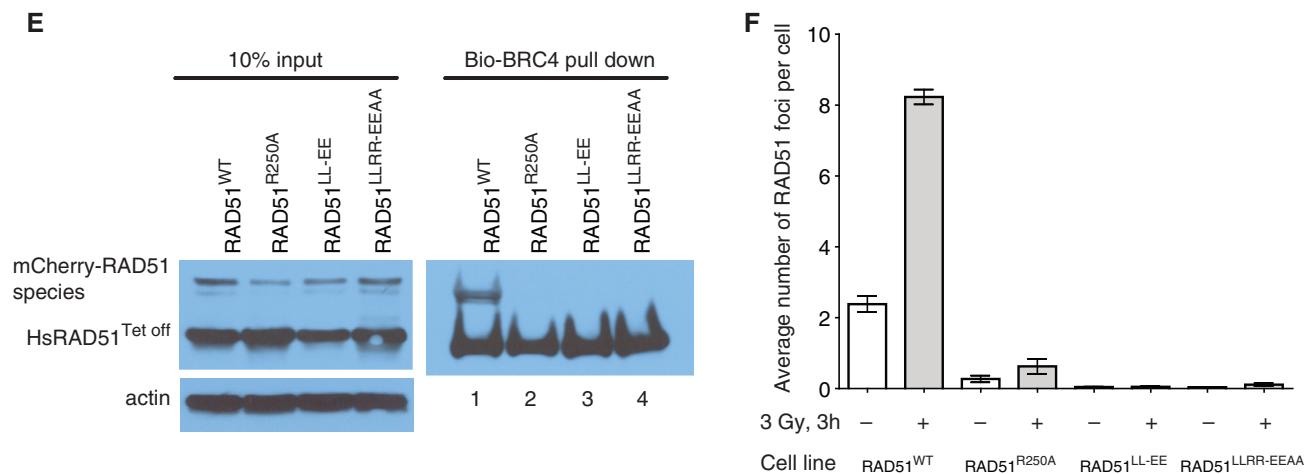 E
10% input
Bio-BRC4 pull down
RAD51WT
RAD51R250A
RAD51LL-EE
RAD51LLRR-EEAA
RAD51WT
RAD51R250A
RAD51LL-EE
RAD51LLRR-EEAA
mCherry-RAD51
species
HsRAD51Tet off
actin
1 2 3 4
F
Average number of RAD51 foci per cell
10
8
6
4
2
0
3 Gy, 3h – + – + – + – +
Cell line RAD51WT RAD51R250A RAD51LL-EE RAD51LLRR-EEAA